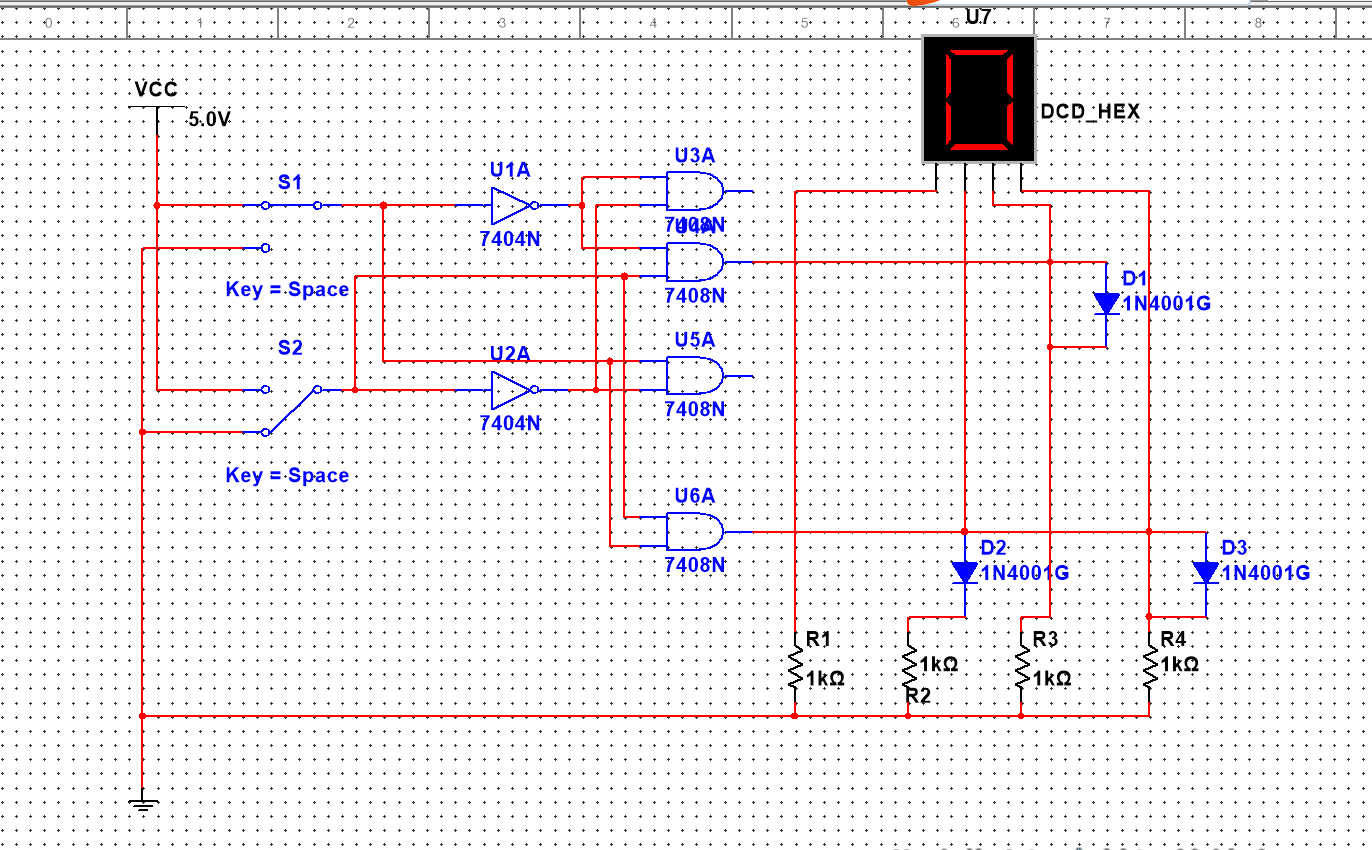 0 1 2 3 4 5 6 7 8
U7
VCC
5.0V
DCD_HEX
S1
Key = Space
S2
Key = Space
U1A
7404N
U2A
7404N
U3A
7408N
U4A
7408N
U5A
7408N
U6A
7408N
D1
1N4001G
D2
1N4001G
D3
1N4001G
R1
1kΩ
1kΩ
R2
R3
1kΩ
R4
1kΩ